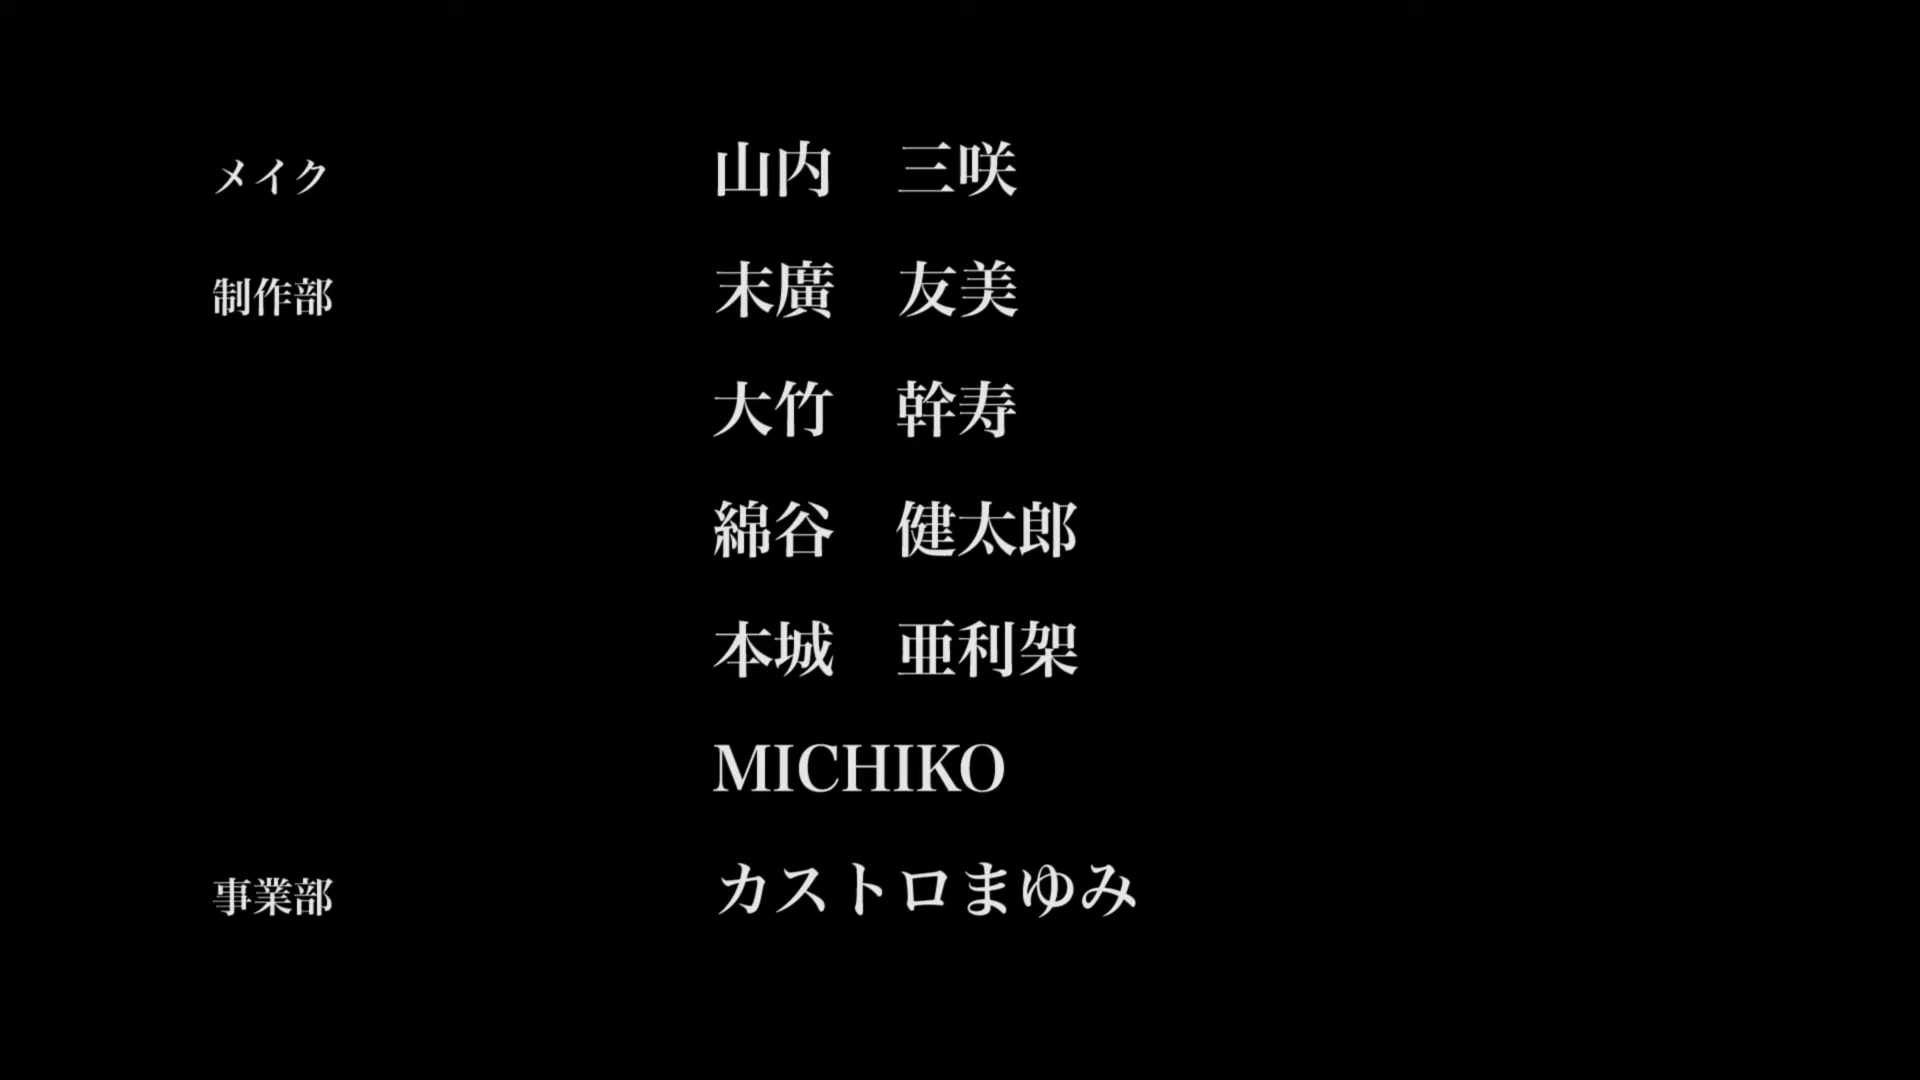 メイク　山内　三咲
制作部　末廣　友美
大竹　幹寿
綿谷　健太郎
本城　亜利架
MICHIKO
事業部　カストロまゆみ